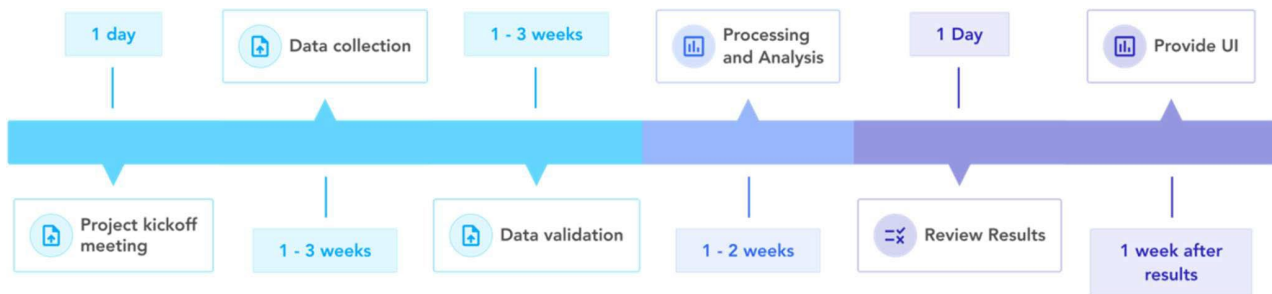 1 day
Data collection
1 - 3 weeks
Processing
and Analysis
1 Day
Provide UI
Project kickoff
meeting
1 - 3 weeks
Data validation
1 - 2 weeks
Review Results
1 week after
results